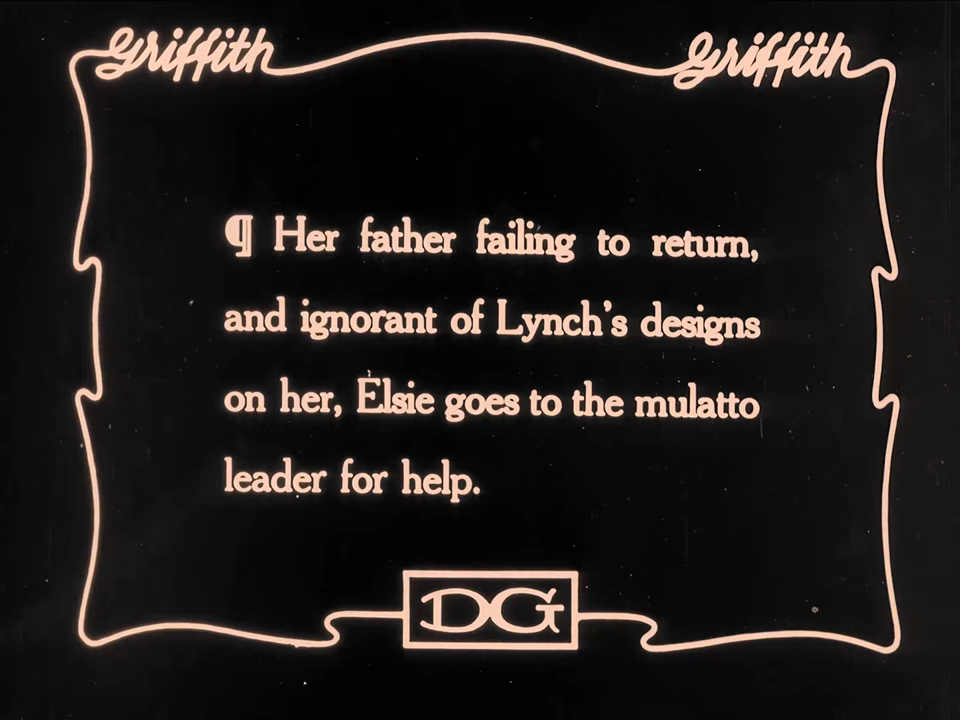 Griffith Griffith
¶ Her father failing to return,
and ignorant of Lynch's designs
on her, Elsie goes to the mulatto
leader for help.
DG